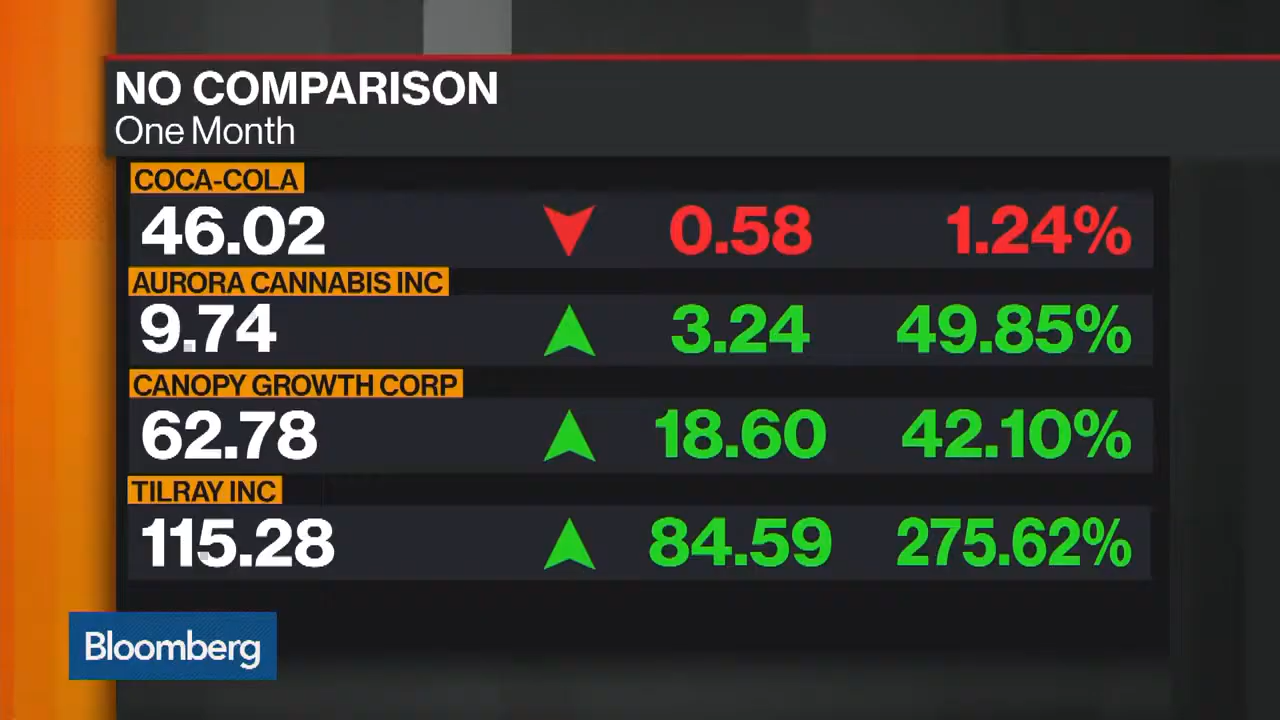 NO COMPARISON
One Month
COCA-COLA
46.02 ▼ 0.58 1.24%
AURORA CANNABIS INC
9.74 ▲ 3.24 49.85%
CANOPY GROWTH CORP
62.78 ▲ 18.60 42.10%
TILRAY INC
115.28 ▲ 84.59 275.62%
Bloomberg